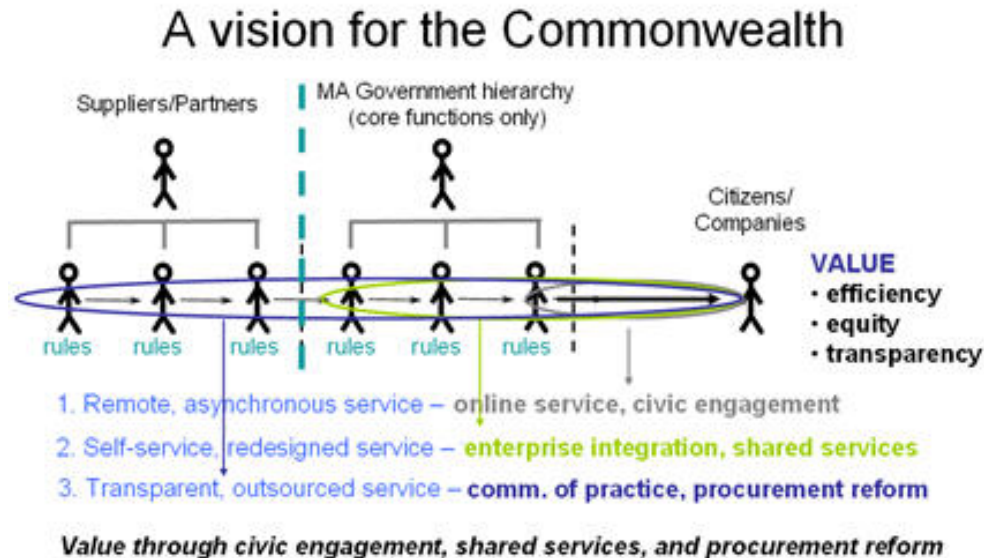 A vision for the Commonwealth
Suppliers/Partners
MA Government hierarchy
(core functions only)
Citizens/
Companies
VALUE
• efficiency
• equity
• transparency
rules rules rules rules rules rules
1. Remote, asynchronous service – online service, civic engagement
2. Self-service, redesigned service – enterprise integration, shared services
3. Transparent, outsourced service – comm. of practice, procurement reform
Value through civic engagement, shared services, and procurement reform